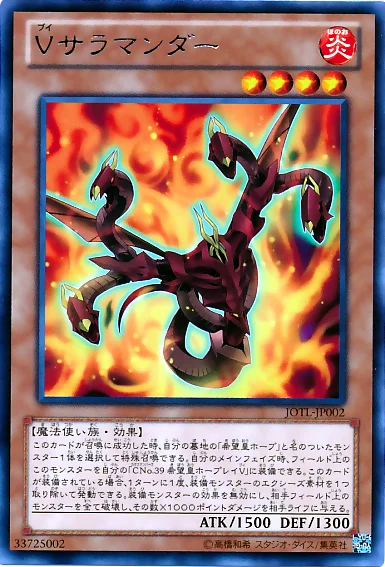 ブイ
Vサラマンダー
ほのお
炎
JOTL-JP002
【魔法使い族・効果】
このカードが召喚に成功した時、自分の墓地の「希望皇ホープ」と名のついたモンスター
ター1体を選択して特殊召喚できる。自分のメインフェイズ時、フィールド上の
このモンスターを自分の「CNo.39 希望皇ホープレイV」に装備できる。このカード
が装備されている場合、1ターンに1度、装備モンスターのエクシーズ素材を1つ
取り除いて発動できる。装備モンスターの効果を無効にし、相手フィールド上の
モンスターを全て破壊し、その数×1000ポイントダメージを相手ライフに与える。
ATK/1500 DEF/1300
33725002
©高橋和希 スタジオ・ダイス/集英社